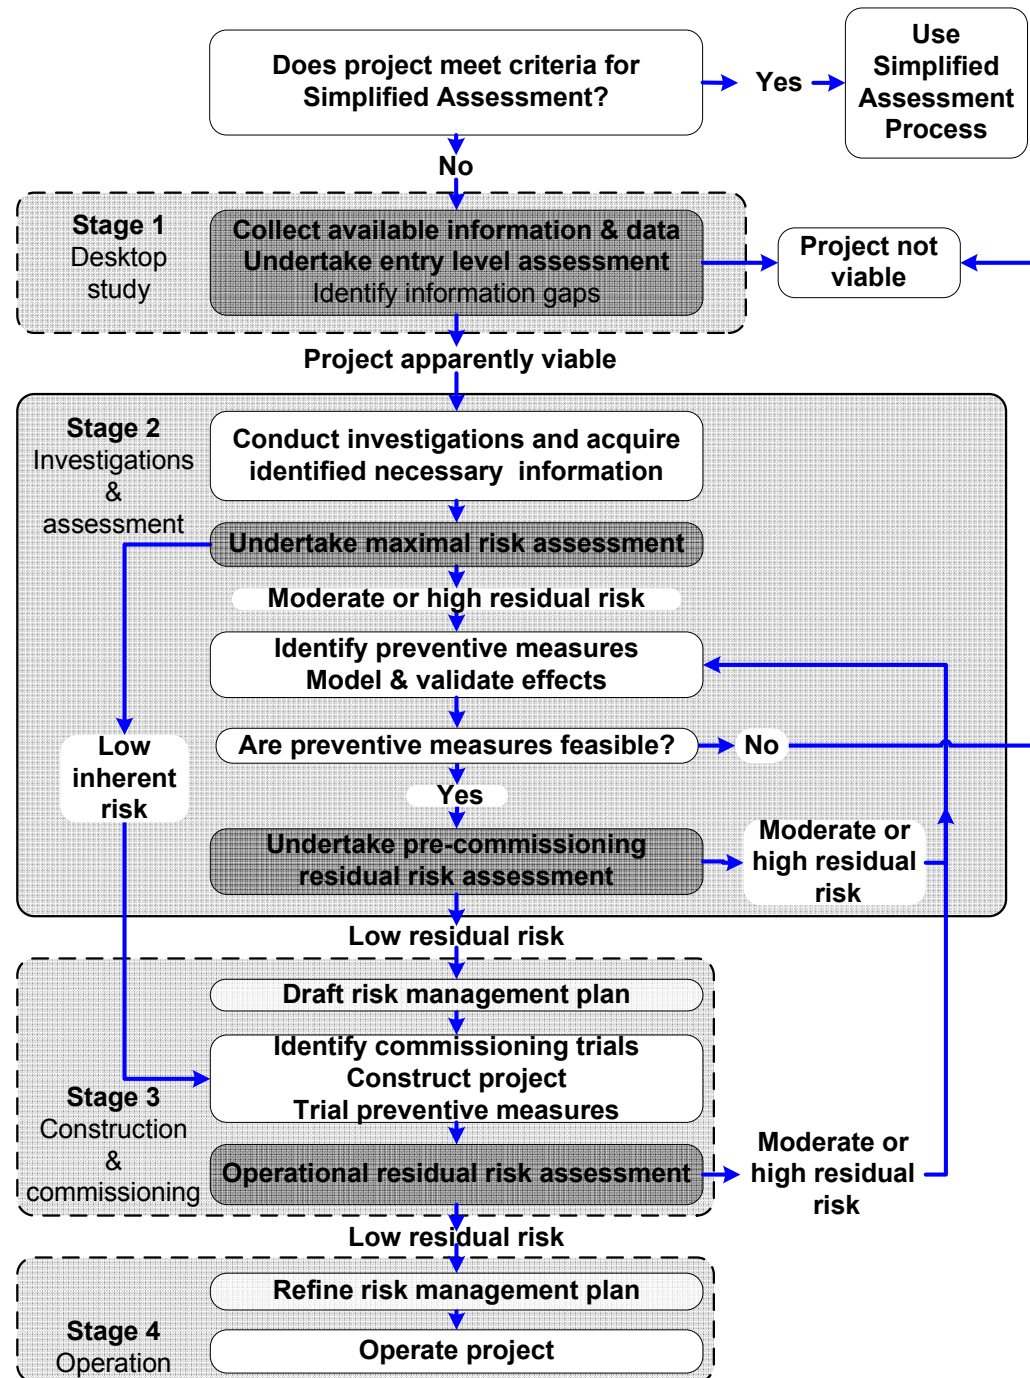 Does project meet criteria for
Simplified Assessment?
Yes
Use
Simplified
Assessment
Process
No
Stage 1
Desktop
study
Collect available information & data
Undertake entry level assessment
Identify information gaps
Project not
viable
Project apparently viable
Stage 2
Investigations
&
assessment
Conduct investigations and acquire
identified necessary information
Undertake maximal risk assessment
Moderate or high residual risk
Identify preventive measures
Model & validate effects
Low
inherent
risk
Are preventive measures feasible?
No
Yes
Undertake pre-commissioning
residual risk assessment
Moderate or
high residual
risk
Low residual risk
Draft risk management plan
Identify commissioning trials
Construct project
Trial preventive measures
Stage 3
Construction
&
commissioning
Operational residual risk assessment
Moderate or
high residual
risk
Low residual risk
Refine risk management plan
Stage 4
Operation
Operate project